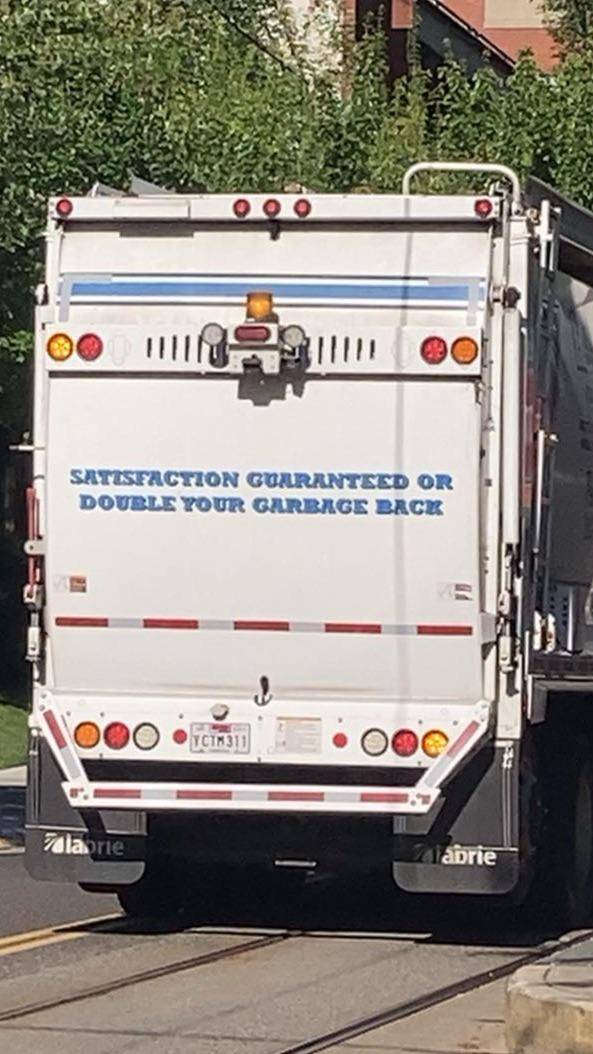 SATISFACTION GUARANTEED OR
DOUBLE YOUR GARBAGE BACK
YCTM311
labrie
labrie